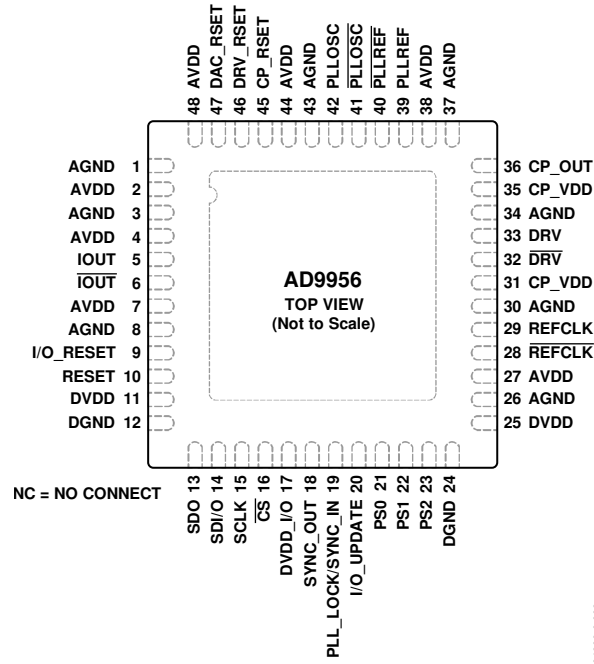 48 AVDD
47 DAC_RSET
46 DRV_RSET
45 CP_RSET
44 AVDD
43 AGND
42 PLLOSC
41 PLLOSC
40 PLLREF
39 PLLREF
38 AVDD
37 AGND
AGND 1
AVDD 2
AGND 3
AVDD 4
IOUT 5
IOUT 6
AVDD 7
AGND 8
I/O_RESET 9
RESET 10
DVDD 11
DGND 12
AD9956
TOP VIEW
(Not to Scale)
36 CP_OUT
35 CP_VDD
34 AGND
33 DRV
32 DRV
31 CP_VDD
30 AGND
29 REFCLK
28 REFCLK
27 AVDD
26 AGND
25 DVDD
NC = NO CONNECT
SDO 13
SDI/O 14
SCLK 15
CS 16
DVDD_I/O 17
SYNC_OUT 18
PLL_LOCK/SYNC_IN 19
I/O_UPDATE 20
PS0 21
PS1 22
PS2 23
DGND 24